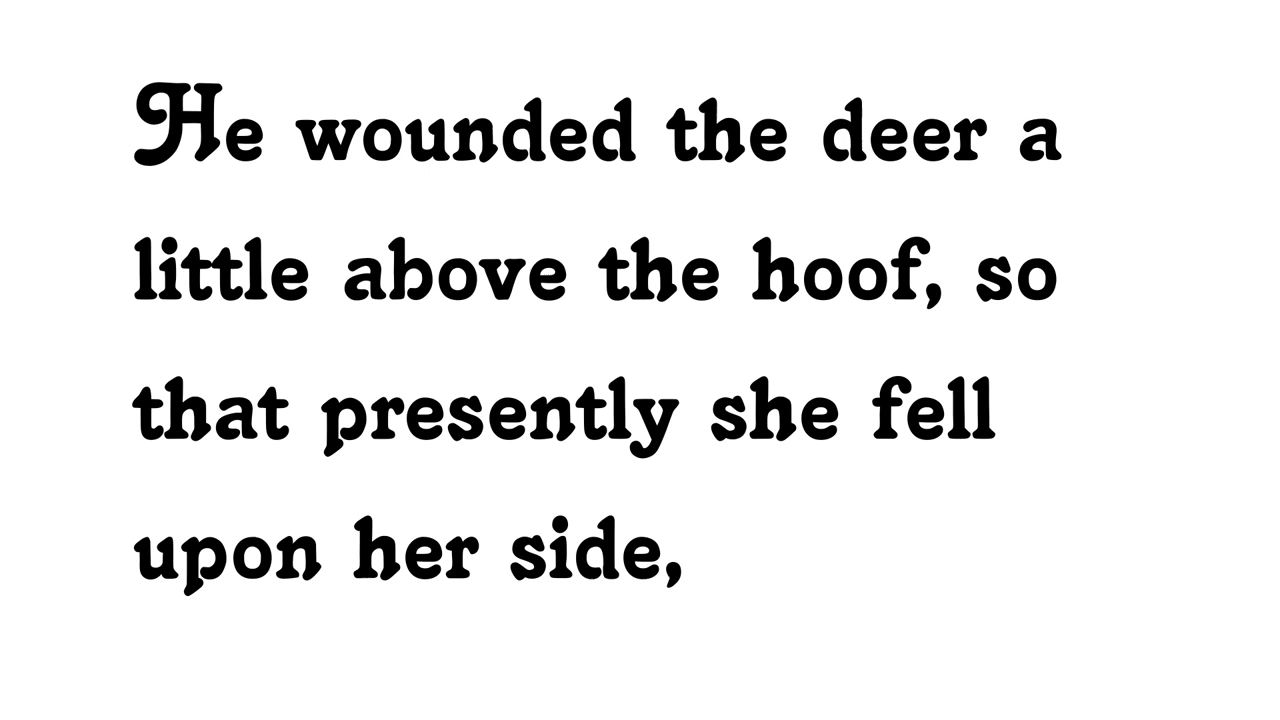 He wounded the deer a
little above the hoof, so
that presently she fell
upon her side,